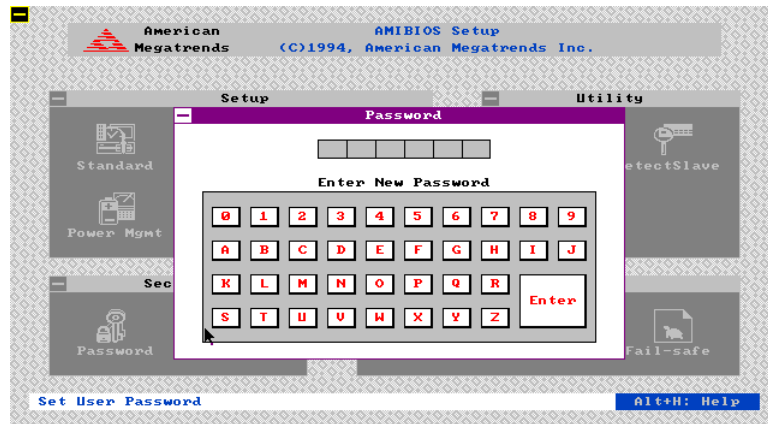 American AMIBIOS Setup
Megatrends (C)1994, American Megatrends Inc.
Setup Utility
Password
Standard etectSlave
Enter New Password
0 1 2 3 4 5 6 7 8 9
Power Mgmt
A B C D E F G H I J
Sec K L M N O P Q R
Enter
S T U V W X Y Z
Password Fail-safe
Set User Password Alt+H: Help